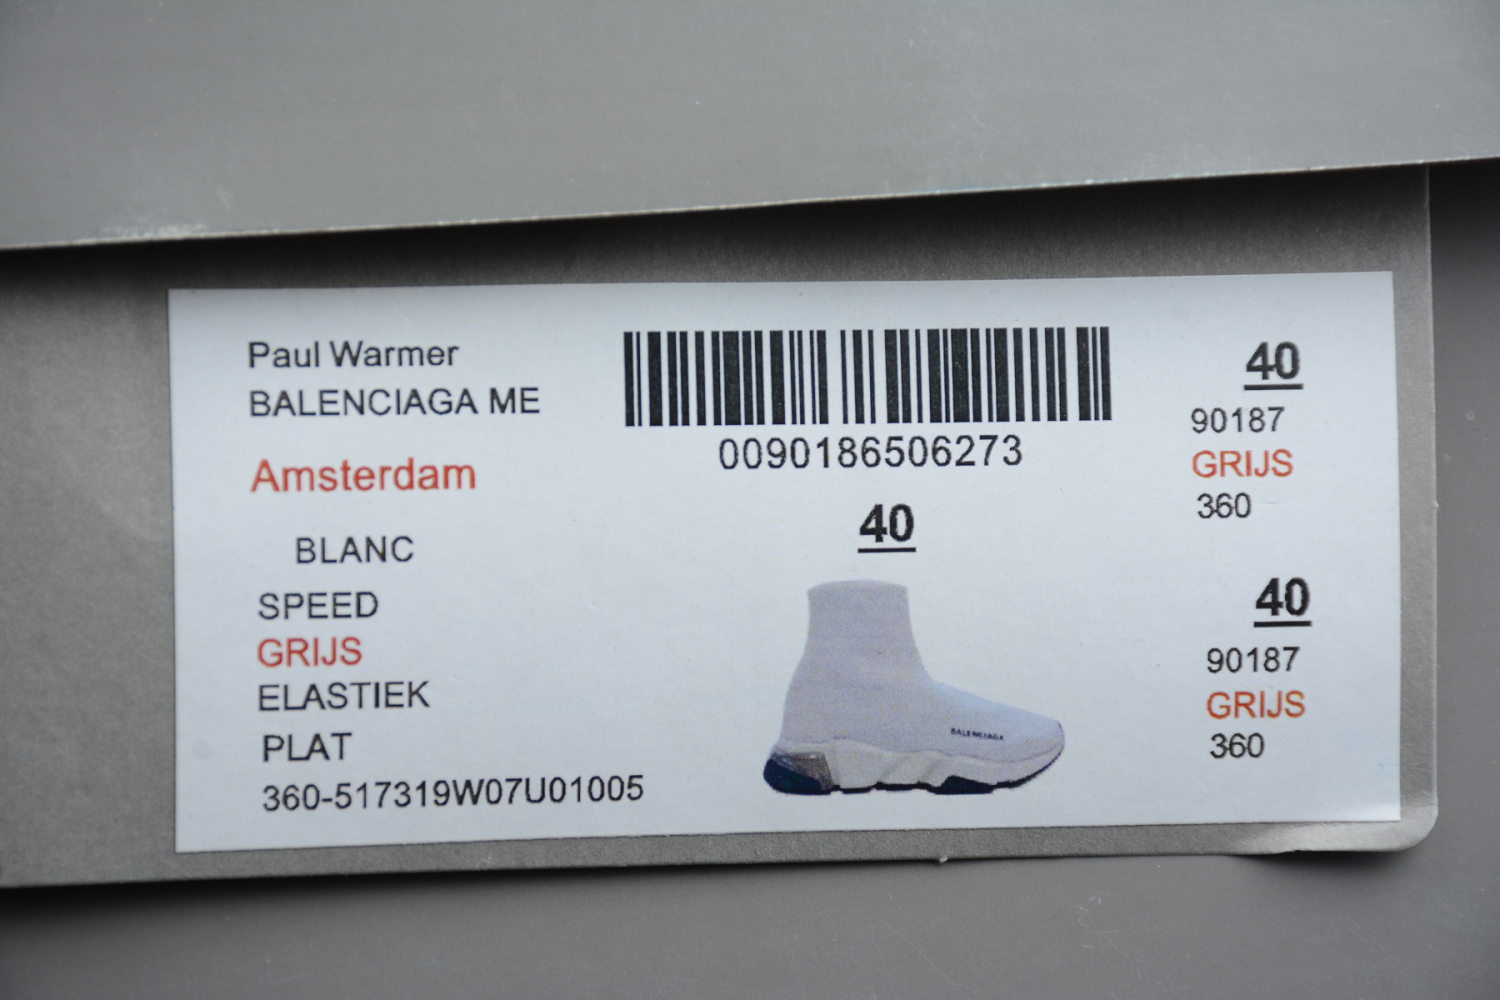 Paul Warmer
BALENCIAGA ME
Amsterdam
BLANC
SPEED
GRIJS
ELASTIEK
PLAT
360-517319W07U01005
0090186506273
40
BALENCIAGA
40
90187
GRIJS
360
40
90187
GRIJS
360